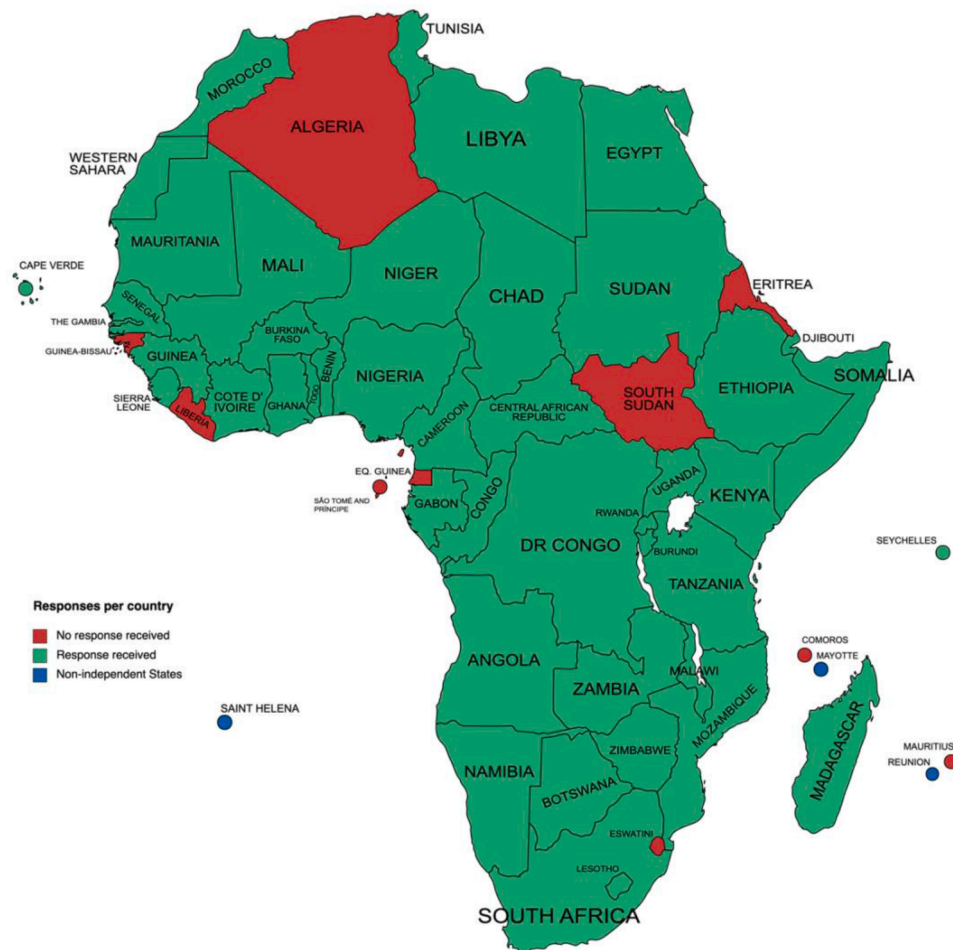 TUNISIA
MOROCCO
ALGERIA
LIBYA
EGYPT
WESTERN
SAHARA
MAURITANIA
MALI
NIGER
CHAD
SUDAN
ERITREA
CAPE VERDE
SENEGAL
THE GAMBIA
GUINEA-BISSAU
GUINEA
BURKINA
FASO
BENIN
NIGERIA
DJIBOUTI
SOMALIA
ETHIOPIA
SOUTH
SUDAN
SIERRA
LEONE
LIBERIA
COTE D'
IVOIRE
GHANA
TOGO
CAMEROON
CENTRAL AFRICAN
REPUBLIC
EQ. GUINEA
SÃO TOMÉ AND
PRÍNCIPE
GABON
CONGO
UGANDA
KENYA
RWANDA
DR CONGO
BURUNDI
TANZANIA
SEYCHELLES
Responses per country
No response received
Response received
Non-independent States
ANGOLA
ZAMBIA
MALAWI
MOZAMBIQUE
COMOROS
MAYOTTE
SAINT HELENA
MADAGASCAR
MAURITIUS
REUNION
ZIMBABWE
NAMIBIA
BOTSWANA
ESWATINI
LESOTHO
SOUTH AFRICA